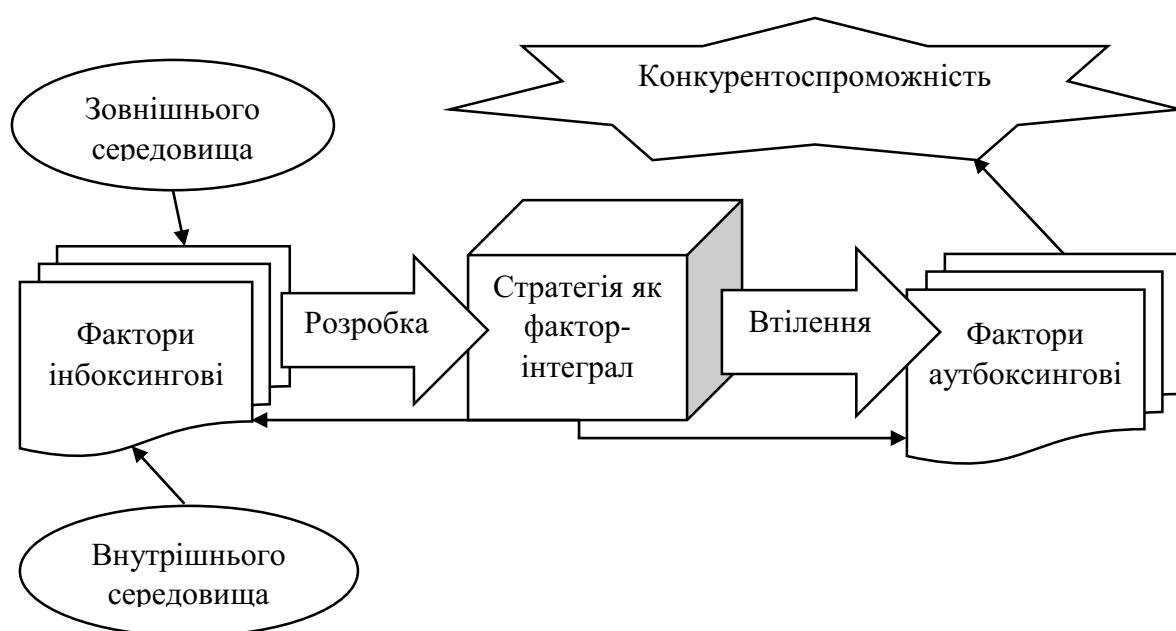 Конкурентоспроможність
Зовнішнього
середовища
Фактори
інбоксингові
Розробка
Стратегія як
фактор-
інтеграл
Втілення
Фактори
аутбоксингові
Внутрішнього
середовища